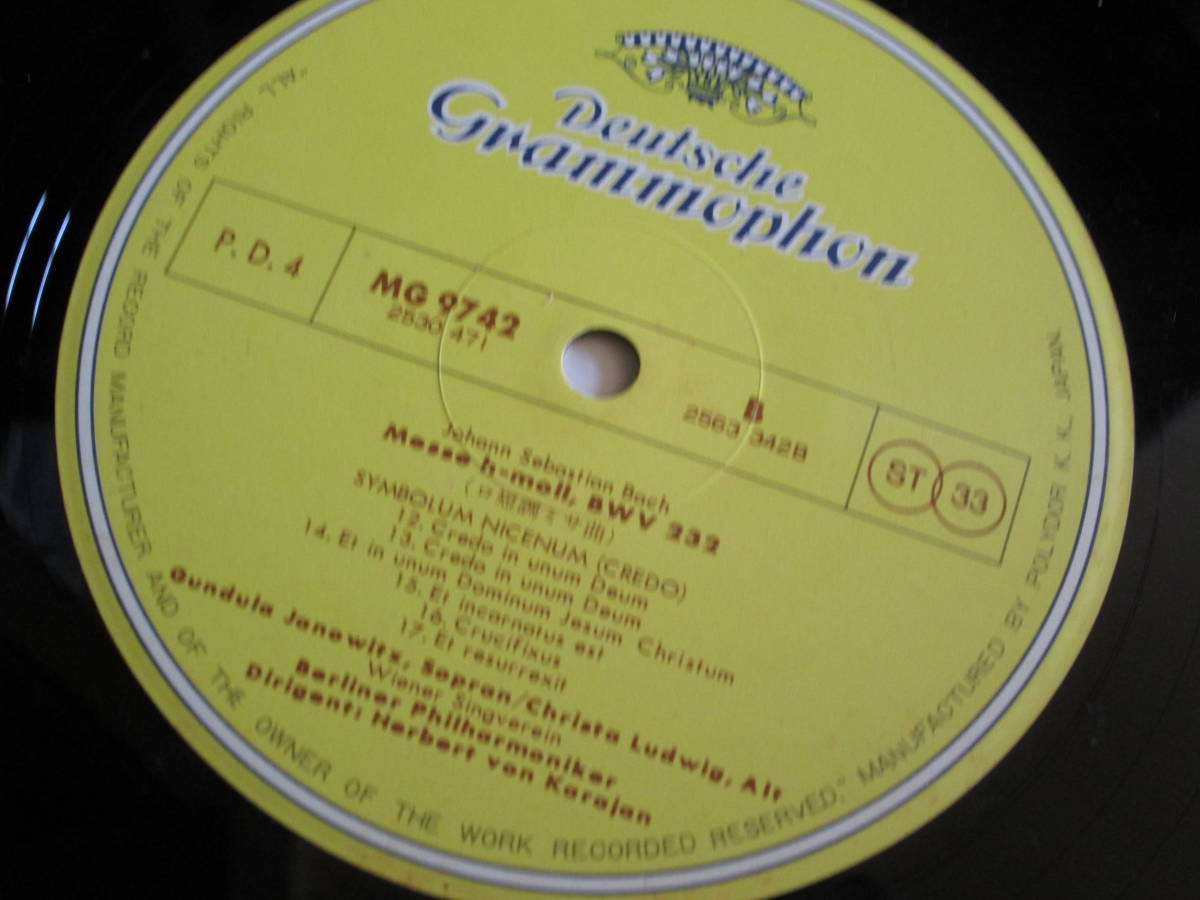 Deutsche
Grammophon
P. D. 4
MG 9742
2530 471
B
2563 342B
ST 33
Johann Sebastian Bach
Messe h-moll, BWV 232
(ロ短調ミサ曲)
SYMBOLUM NICENUM (CREDO)
12. Credo in unum Deum
13. Credo in unum Deum
14. Et in unum Dominum Jesum Christum
15. Et incarnatus est
16. Crucifixus
17. Et resurrexit
Gundula Janowitz, Sopran/Christa Ludwig, Alt
Wiener Singverein
Berliner Philharmoniker
Dirigent: Herbert von Karajan
"ALL RIGHTS OF THE RECORD MANUFACTURER AND OF THE OWNER OF THE WORK RECORDED RESERVED." MANUFACTURED BY POLYDOR K. K. JAPAN